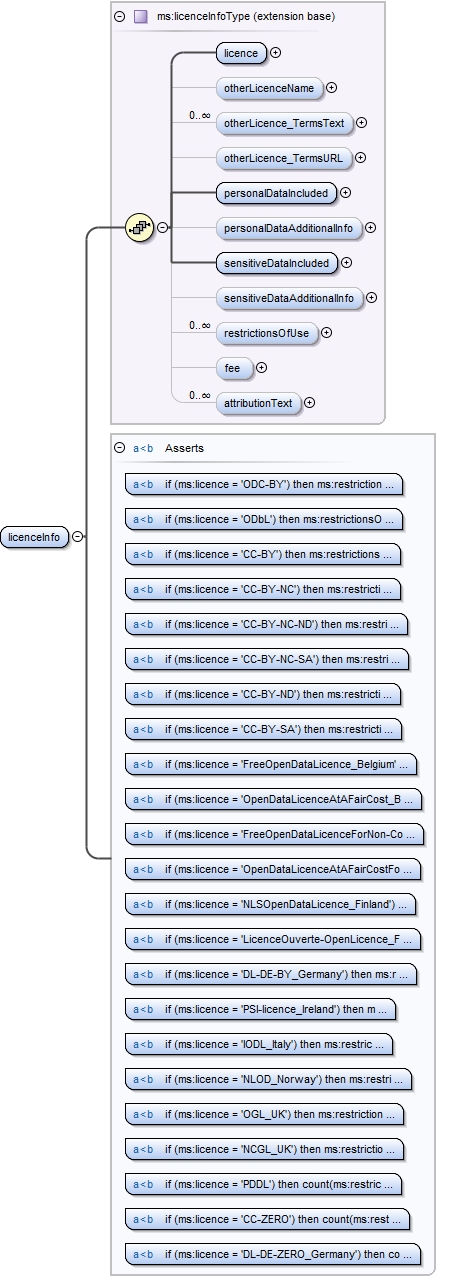 ms:licenceInfoType (extension base)
licence
otherLicenceName
0..∞
otherLicence_TermsText
otherLicence_TermsURL
personalDataIncluded
personalDataAdditionalInfo
sensitiveDataIncluded
sensitiveDataAdditionalInfo
0..∞
restrictionsOfUse
fee
0..∞
attributionText
licenceInfo
a<b Asserts
a<b if (ms:licence = 'ODC-BY') then ms:restriction ...
a<b if (ms:licence = 'ODbL') then ms:restrictionsO ...
a<b if (ms:licence = 'CC-BY') then ms:restrictions ...
a<b if (ms:licence = 'CC-BY-NC') then ms:restricti ...
a<b if (ms:licence = 'CC-BY-NC-ND') then ms:restri ...
a<b if (ms:licence = 'CC-BY-NC-SA') then ms:restri ...
a<b if (ms:licence = 'CC-BY-ND') then ms:restricti ...
a<b if (ms:licence = 'CC-BY-SA') then ms:restricti ...
a<b if (ms:licence = 'FreeOpenDataLicence_Belgium' ...
a<b if (ms:licence = 'OpenDataLicenceAtAFairCost_B ...
a<b if (ms:licence = 'FreeOpenDataLicenceForNon-Co ...
a<b if (ms:licence = 'OpenDataLicenceAtAFairCostFo ...
a<b if (ms:licence = 'NLSOpenDataLicence_Finland') ...
a<b if (ms:licence = 'LicenceOuverte-OpenLicence_F ...
a<b if (ms:licence = 'DL-DE-BY_Germany') then ms:r ...
a<b if (ms:licence = 'PSI-licence_Ireland') then m ...
a<b if (ms:licence = 'IODL_Italy') then ms:restric ...
a<b if (ms:licence = 'NLOD_Norway') then ms:restri ...
a<b if (ms:licence = 'OGL_UK') then ms:restriction ...
a<b if (ms:licence = 'NCGL_UK') then ms:restrictio ...
a<b if (ms:licence = 'PDDL') then count(ms:restric ...
a<b if (ms:licence = 'CC-ZERO') then count(ms:rest ...
a<b if (ms:licence = 'DL-DE-ZERO_Germany') then co ...